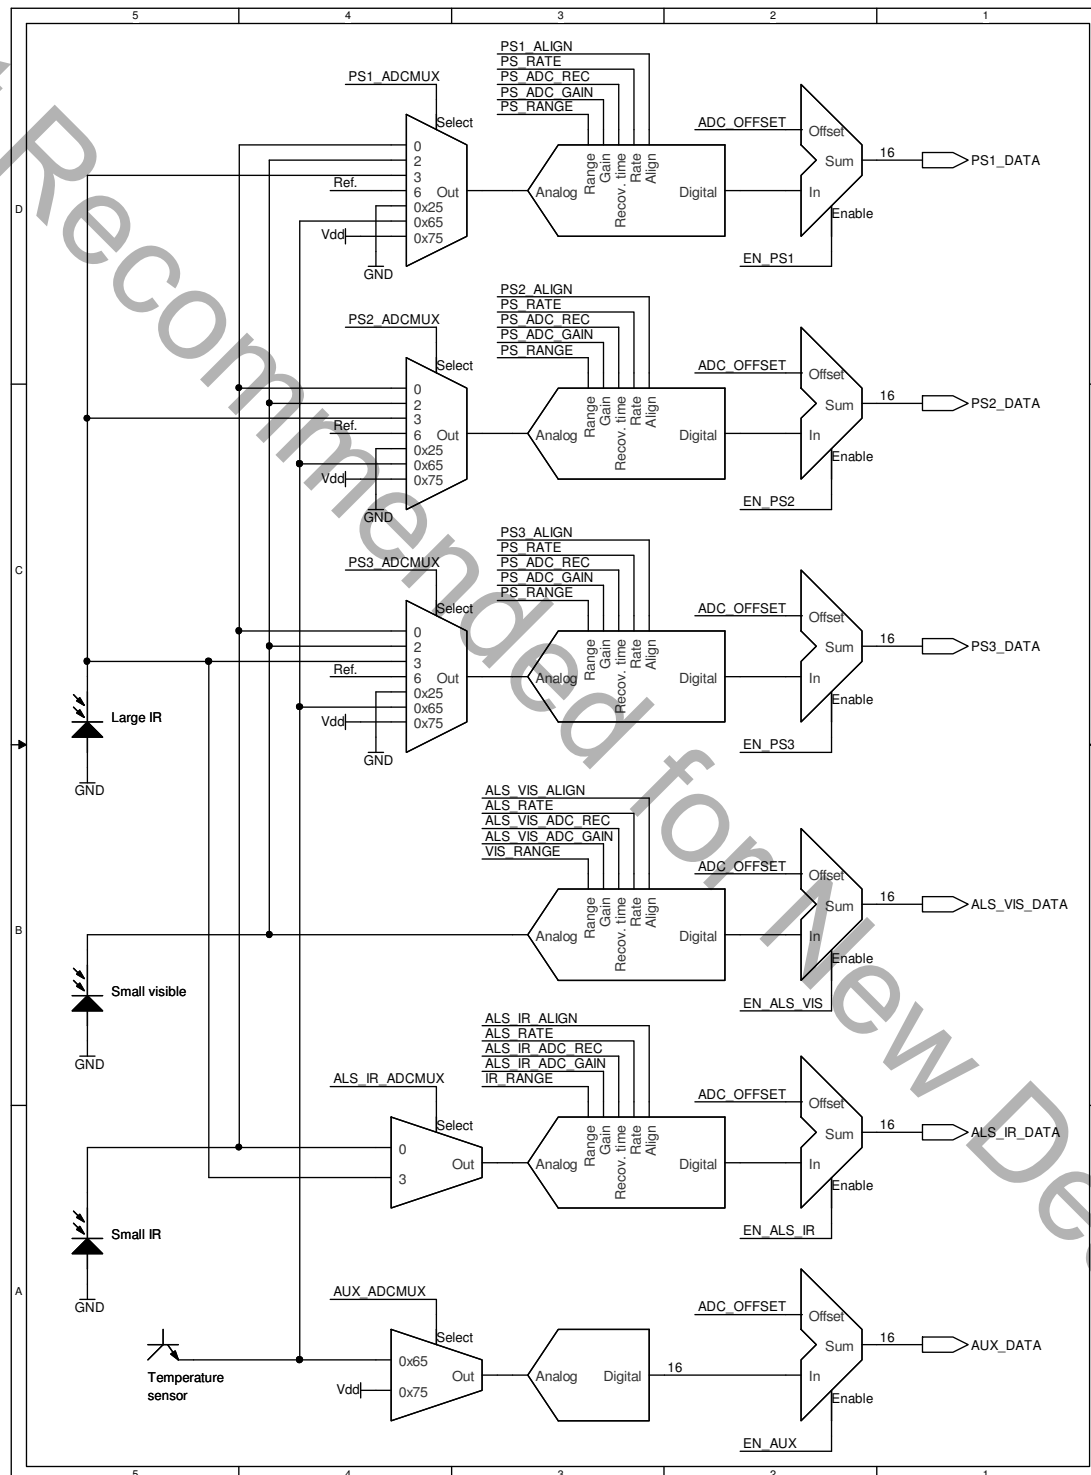 5 4 3 2 1
PS1_ALIGN
PS_RATE
PS_ADC_REC
PS_ADC_GAIN
PS_RANGE
PS1_ADCMUX
Select
0
2
3
6
0x25
0x65
0x75
Out
Ref.
Vdd
GND
Analog
Range
Gain
Recov. time
Rate
Align
Digital
ADC_OFFSET
Offset
Sum
In
Enable
16
PS1_DATA
EN_PS1
D
PS2_ALIGN
PS_RATE
PS_ADC_REC
PS_ADC_GAIN
PS_RANGE
PS2_ADCMUX
Select
0
2
3
6
0x25
0x65
0x75
Out
Ref.
Vdd
GND
Analog
Range
Gain
Recov. time
Rate
Align
Digital
ADC_OFFSET
Offset
Sum
In
Enable
16
PS2_DATA
EN_PS2
C
PS3_ALIGN
PS_RATE
PS_ADC_REC
PS_ADC_GAIN
PS_RANGE
PS3_ADCMUX
Select
0
2
3
6
0x25
0x65
0x75
Out
Ref.
Vdd
GND
Analog
Range
Gain
Recov. time
Rate
Align
Digital
ADC_OFFSET
Offset
Sum
In
Enable
16
PS3_DATA
EN_PS3
Large IR
GND
ALS_VIS_ALIGN
ALS_RATE
ALS_VIS_ADC_REC
ALS_VIS_ADC_GAIN
VIS_RANGE
Analog
Range
Gain
Recov. time
Rate
Align
Digital
ADC_OFFSET
Offset
Sum
In
Enable
16
ALS_VIS_DATA
EN_ALS_VIS
B
Small visible
GND
ALS_IR_ALIGN
ALS_RATE
ALS_IR_ADC_REC
ALS_IR_ADC_GAIN
IR_RANGE
ALS_IR_ADCMUX
Select
0
3
Out
Analog
Range
Gain
Recov. time
Rate
Align
Digital
ADC_OFFSET
Offset
Sum
In
Enable
16
ALS_IR_DATA
EN_ALS_IR
Small IR
GND
A
AUX_ADCMUX
Select
0x65
0x75
Out
Vdd
Temperature
sensor
Analog
Digital
16
ADC_OFFSET
Offset
Sum
In
Enable
16
AUX_DATA
EN_AUX
5 4 3 2 1
Recommended for New